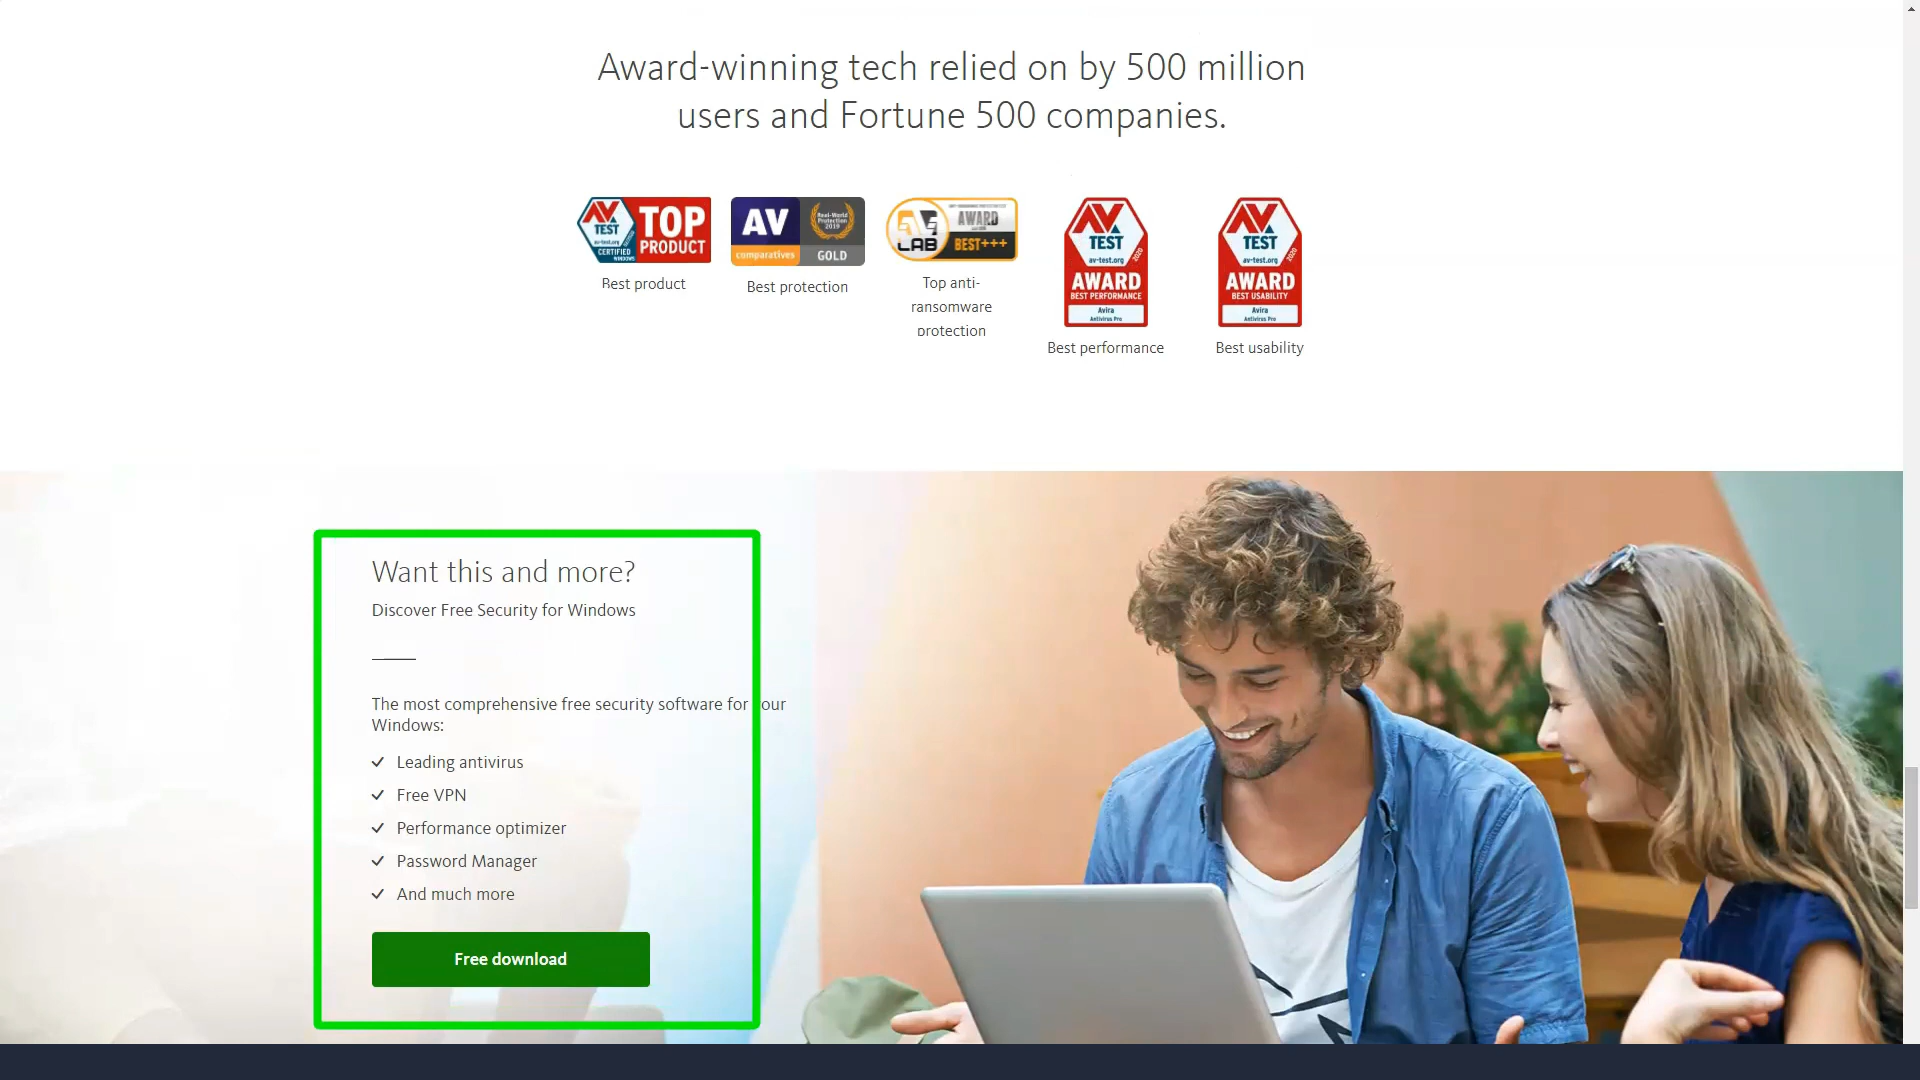 Award-winning tech relied on by 500 million
users and Fortune 500 companies.
AV
TEST
av-test.org
CERTIFIED
WINDOWS
TOP
PRODUCT
Best product
AV
comparatives
Real-World
Protection
2019
GOLD
Best protection
LAB
AWARD
BEST+++
Top anti-
ransomware
protection
AV
TEST
av-test.org
2020
AWARD
BEST PERFORMANCE
Avira
Antivirus Pro
Best performance
AV
TEST
av-test.org
2020
AWARD
BEST USABILITY
Avira
Antivirus Pro
Best usability
Want this and more?
Discover Free Security for Windows
The most comprehensive free security software for our
Windows:
Leading antivirus
Free VPN
Performance optimizer
Password Manager
And much more
Free download